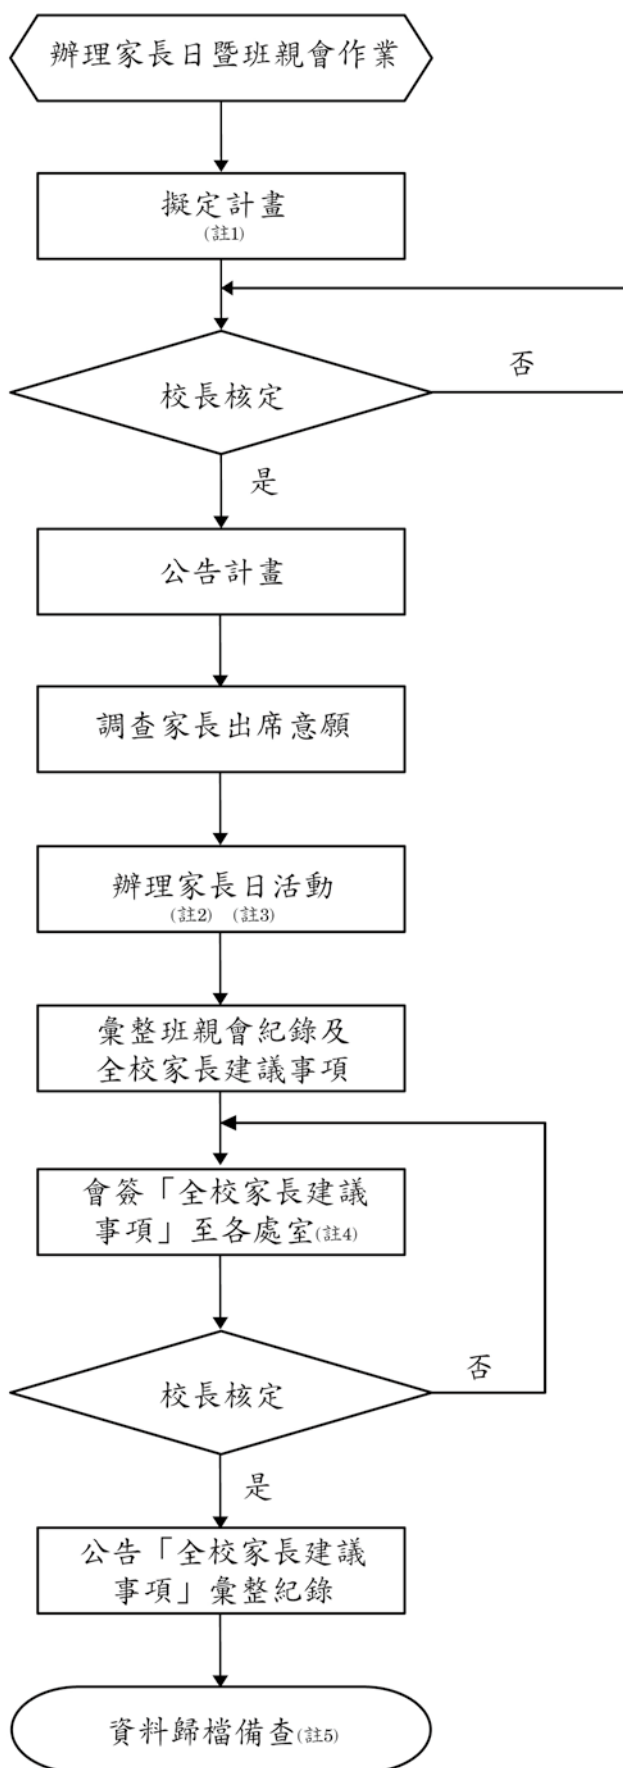 辦理家長日暨班親會作業
擬定計畫
(註1)
校長核定
否
是
公告計畫
調查家長出席意願
辦理家長日活動
(註2) (註3)
彙整班親會紀錄及
全校家長建議事項
會簽「全校家長建議
事項」至各處室(註4)
校長核定
否
是
公告「全校家長建議
事項」彙整紀錄
資料歸檔備查(註5)